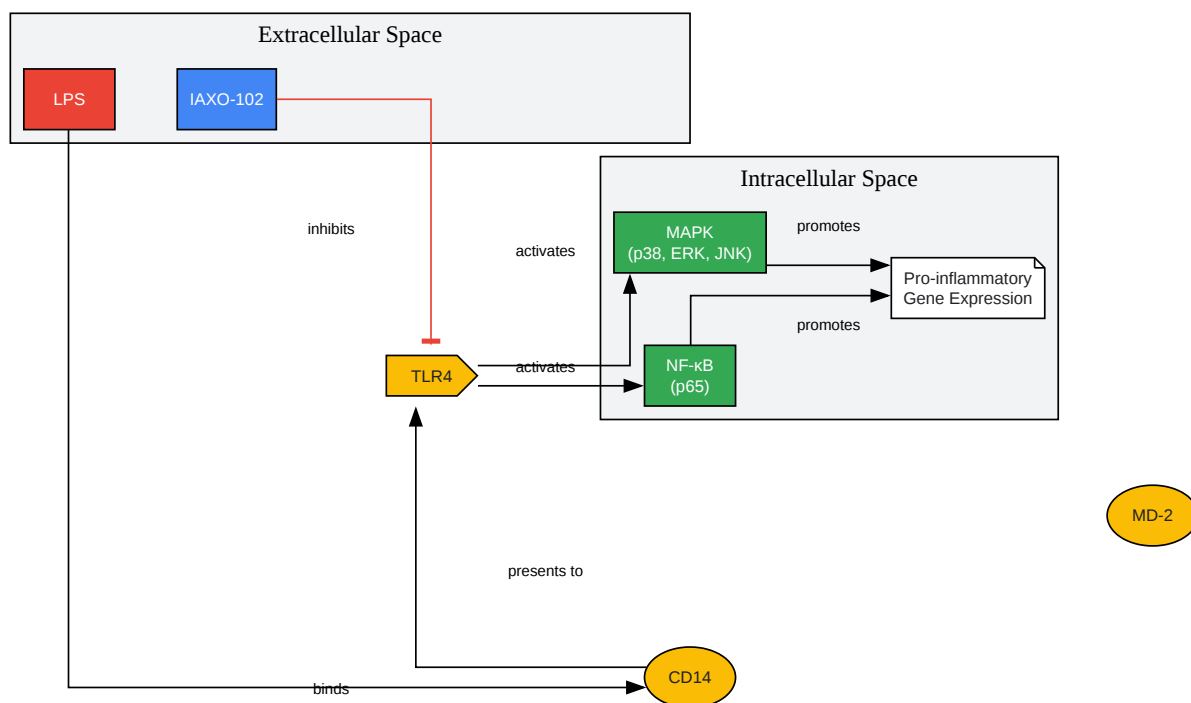 Extracellular Space
LPS
IAXO-102
Intracellular Space
inhibits
activates
MAPK
(p38, ERK, JNK)
promotes
Pro-inflammatory
Gene Expression
promotes
TLR4
activates
NF-κB
(p65)
MD-2
presents to
CD14
binds